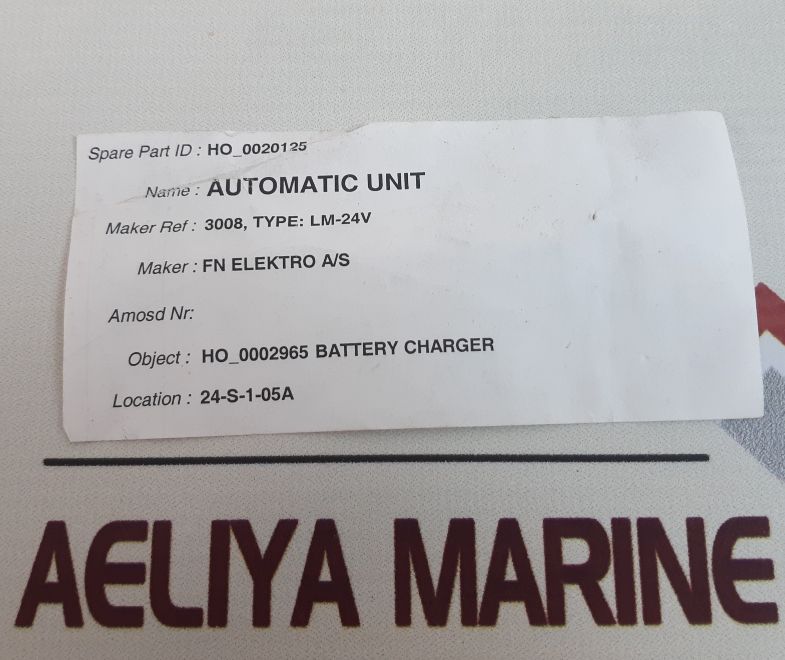 Spare Part ID : HO_0020125
Name : AUTOMATIC UNIT
Maker Ref : 3008, TYPE: LM-24V
Maker : FN ELEKTRO A/S
Amosd Nr:
Object : HO_0002965 BATTERY CHARGER
Location : 24-S-1-05A
AELIYA MARINE